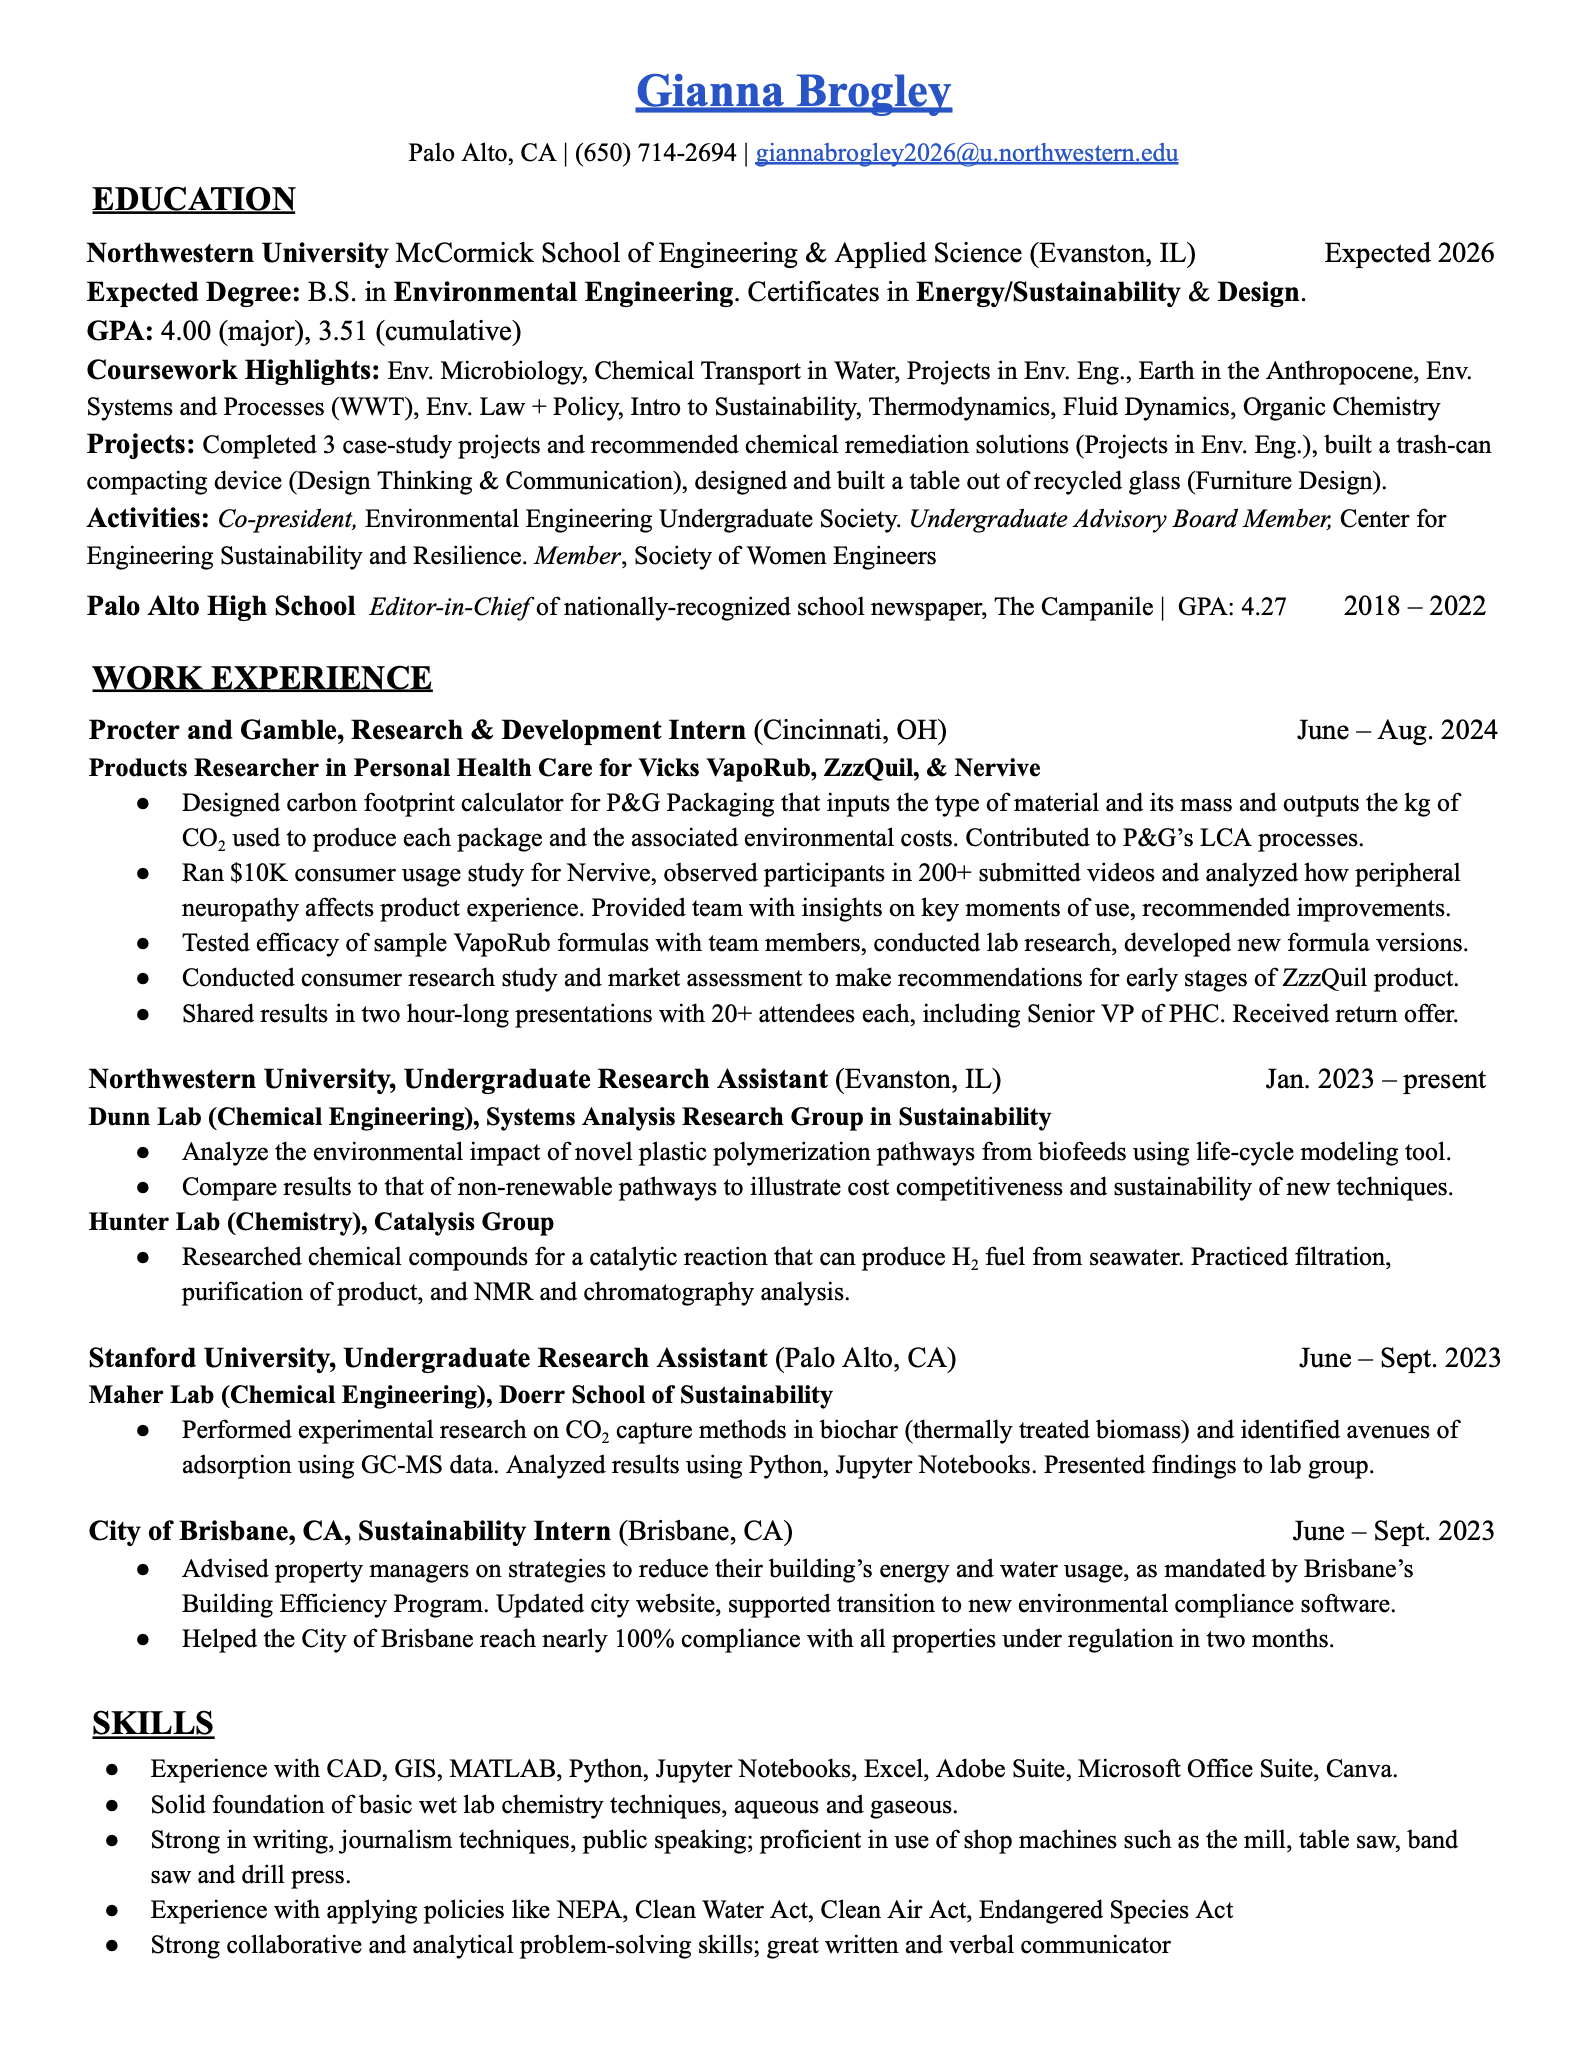 Gianna Brogley
Palo Alto, CA | (650) 714-2694 | giannabrogley2026@u.northwestern.edu
EDUCATION
Northwestern University McCormick School of Engineering & Applied Science (Evanston, IL) Expected 2026
Expected Degree: B.S. in Environmental Engineering. Certificates in Energy/Sustainability & Design.
GPA: 4.00 (major), 3.51 (cumulative)
Coursework Highlights: Env. Microbiology, Chemical Transport in Water, Projects in Env. Eng., Earth in the Anthropocene, Env.
Systems and Processes (WWT), Env. Law + Policy, Intro to Sustainability, Thermodynamics, Fluid Dynamics, Organic Chemistry
Projects: Completed 3 case-study projects and recommended chemical remediation solutions (Projects in Env. Eng.), built a trash-can
compacting device (Design Thinking & Communication), designed and built a table out of recycled glass (Furniture Design).
Activities: Co-president, Environmental Engineering Undergraduate Society. Undergraduate Advisory Board Member, Center for
Engineering Sustainability and Resilience. Member, Society of Women Engineers
Palo Alto High School Editor-in-Chief of nationally-recognized school newspaper, The Campanile | GPA: 4.27 2018 – 2022
WORK EXPERIENCE
Procter and Gamble, Research & Development Intern (Cincinnati, OH) June – Aug. 2024
Products Researcher in Personal Health Care for Vicks VapoRub, ZzzQuil, & Nervive
● Designed carbon footprint calculator for P&G Packaging that inputs the type of material and its mass and outputs the kg of
CO₂ used to produce each package and the associated environmental costs. Contributed to P&G’s LCA processes.
● Ran $10K consumer usage study for Nervive, observed participants in 200+ submitted videos and analyzed how peripheral
neuropathy affects product experience. Provided team with insights on key moments of use, recommended improvements.
● Tested efficacy of sample VapoRub formulas with team members, conducted lab research, developed new formula versions.
● Conducted consumer research study and market assessment to make recommendations for early stages of ZzzQuil product.
● Shared results in two hour-long presentations with 20+ attendees each, including Senior VP of PHC. Received return offer.
Northwestern University, Undergraduate Research Assistant (Evanston, IL) Jan. 2023 – present
Dunn Lab (Chemical Engineering), Systems Analysis Research Group in Sustainability
● Analyze the environmental impact of novel plastic polymerization pathways from biofeeds using life-cycle modeling tool.
● Compare results to that of non-renewable pathways to illustrate cost competitiveness and sustainability of new techniques.
Hunter Lab (Chemistry), Catalysis Group
● Researched chemical compounds for a catalytic reaction that can produce H₂ fuel from seawater. Practiced filtration,
purification of product, and NMR and chromatography analysis.
Stanford University, Undergraduate Research Assistant (Palo Alto, CA) June – Sept. 2023
Maher Lab (Chemical Engineering), Doerr School of Sustainability
● Performed experimental research on CO₂ capture methods in biochar (thermally treated biomass) and identified avenues of
adsorption using GC-MS data. Analyzed results using Python, Jupyter Notebooks. Presented findings to lab group.
City of Brisbane, CA, Sustainability Intern (Brisbane, CA) June – Sept. 2023
● Advised property managers on strategies to reduce their building’s energy and water usage, as mandated by Brisbane’s
Building Efficiency Program. Updated city website, supported transition to new environmental compliance software.
● Helped the City of Brisbane reach nearly 100% compliance with all properties under regulation in two months.
SKILLS
● Experience with CAD, GIS, MATLAB, Python, Jupyter Notebooks, Excel, Adobe Suite, Microsoft Office Suite, Canva.
● Solid foundation of basic wet lab chemistry techniques, aqueous and gaseous.
● Strong in writing, journalism techniques, public speaking; proficient in use of shop machines such as the mill, table saw, band
saw and drill press.
● Experience with applying policies like NEPA, Clean Water Act, Clean Air Act, Endangered Species Act
● Strong collaborative and analytical problem-solving skills; great written and verbal communicator